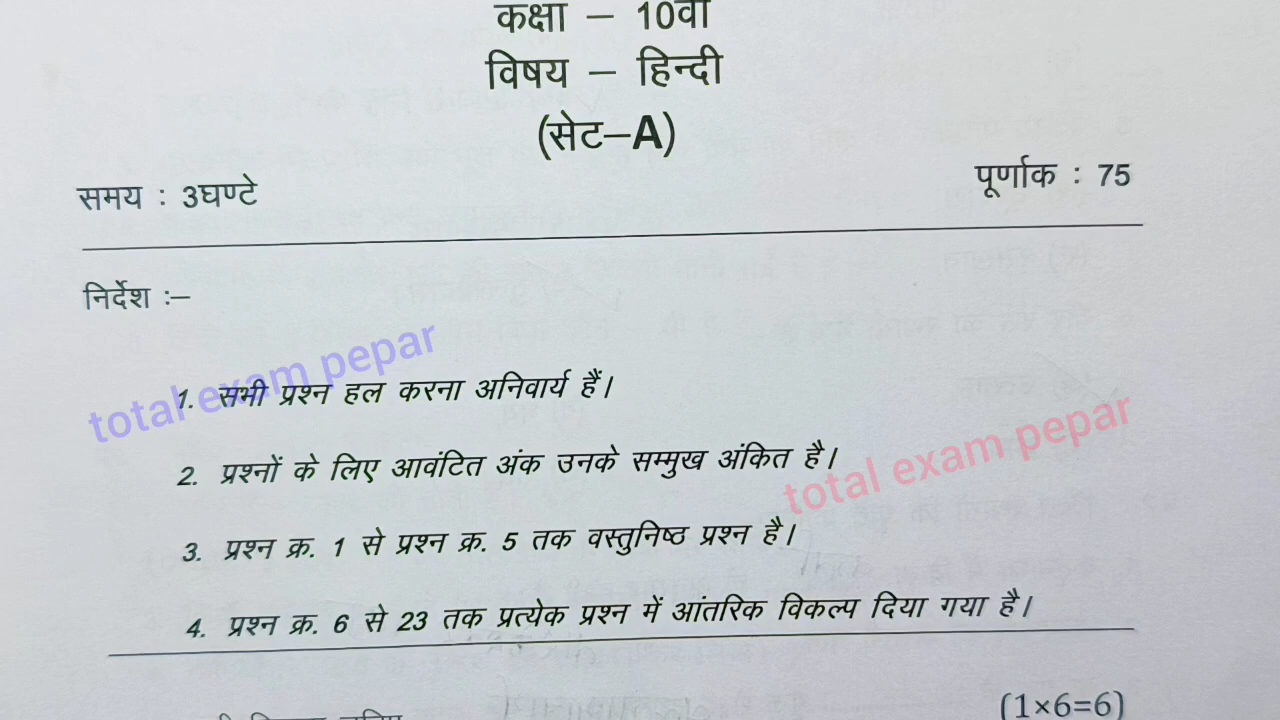 कक्षा – 10वीं
विषय – हिन्दी
(सेट–A)
समय : 3घण्टे
पूर्णांक : 75
निर्देश :–
total exam pepar
1. सभी प्रश्न हल करना अनिवार्य हैं।
2. प्रश्नों के लिए आवंटित अंक उनके सम्मुख अंकित है।
total exam pepar
3. प्रश्न क्र. 1 से प्रश्न क्र. 5 तक वस्तुनिष्ठ प्रश्न है।
4. प्रश्न क्र. 6 से 23 तक प्रत्येक प्रश्न में आंतरिक विकल्प दिया गया है।
(1×6=6)